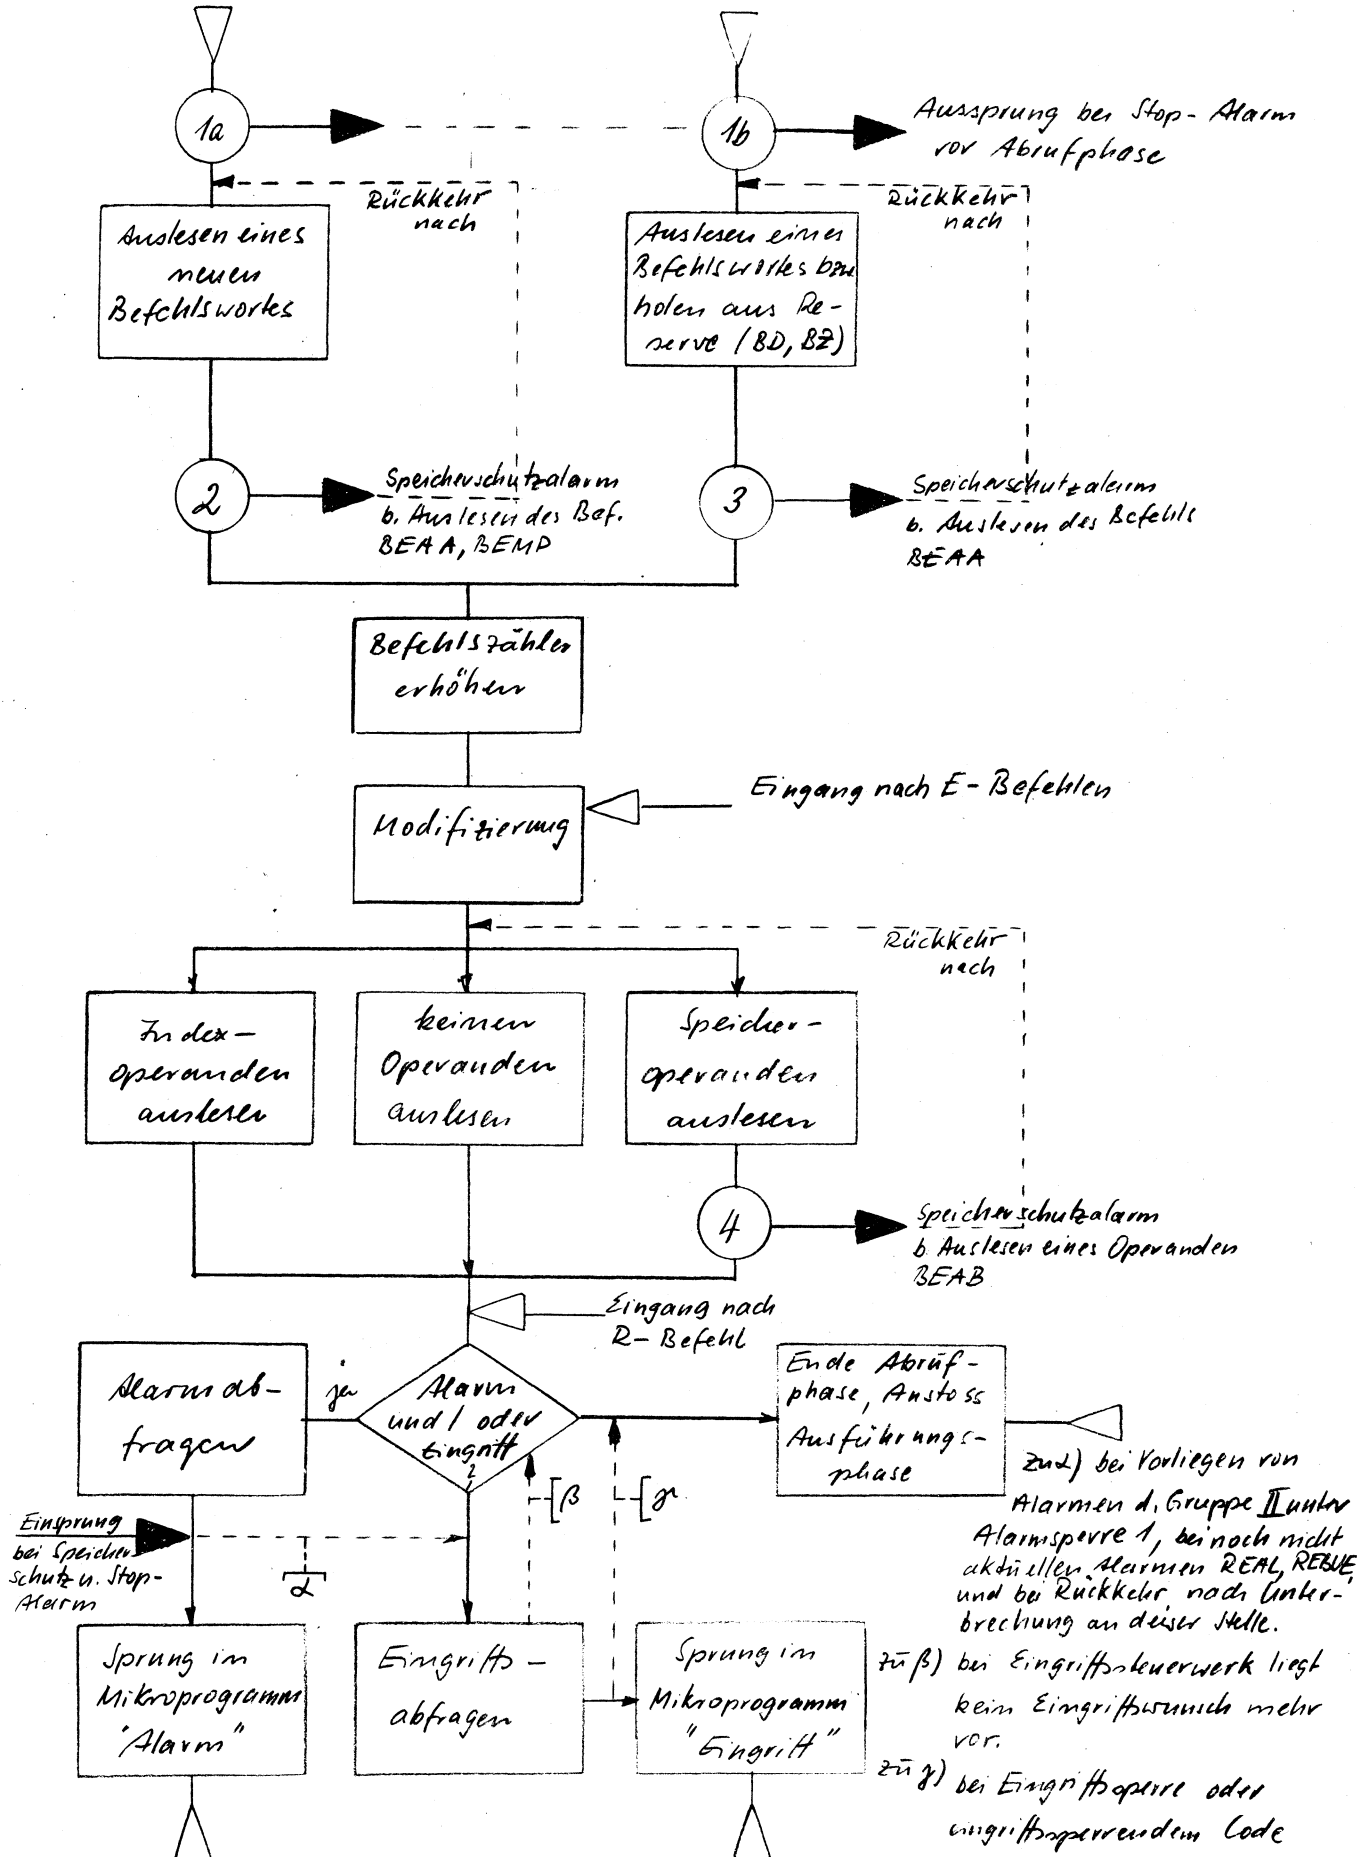 1a
1b
Aussprung bei Stop-Alarm
vor Abrufphase
Rückkehr
nach
Rückkehr
nach
Auslesen eines
neuen
Befehlswortes
Auslesen eines
Befehlswortes bzw
holen aus Re-
serve (BD, BZ)
2
Speicherschutzalarm
b. Auslesen des Bef.
BEAA, BEMP
3
Speicherschutzalarm
b. Auslesen des Befehls
BEAA
Befehlszähler
erhöhen
Modifizierung
Eingang nach E-Befehlen
Rückkehr
nach
Index-
operanden
auslesen
keinen
Operanden
auslesen
Speicher-
operanden
auslesen
4
Speicherschutzalarm
b. Auslesen eines Operanden
BEAB
Eingang nach
R-Befehl
Alarmab-
fragen
ja
Alarm
und / oder
Eingriff
?
Ende Abruf-
phase, Anstoss
Ausführungs-
phase
β
γ
α
Einsprung
bei Speicher
schutz u. Stop-
Alarm
Sprung in
Mikroprogramm
"Alarm"
Eingriffs-
abfragen
Sprung in
Mikroprogramm
"Eingriff"
zu α) bei Vorliegen von
Alarmen d. Gruppe II unter
Alarmsperre 1, bei noch nicht
aktuellen Alarmen REAL, REBUE,
und bei Rückkehr nach Unter-
brechung an dieser Stelle.
zu β) bei Eingriffssteuerwerk liegt
kein Eingriffswunsch mehr
vor.
zu γ) bei Eingriffssperre oder
eingriffssperrendem Code